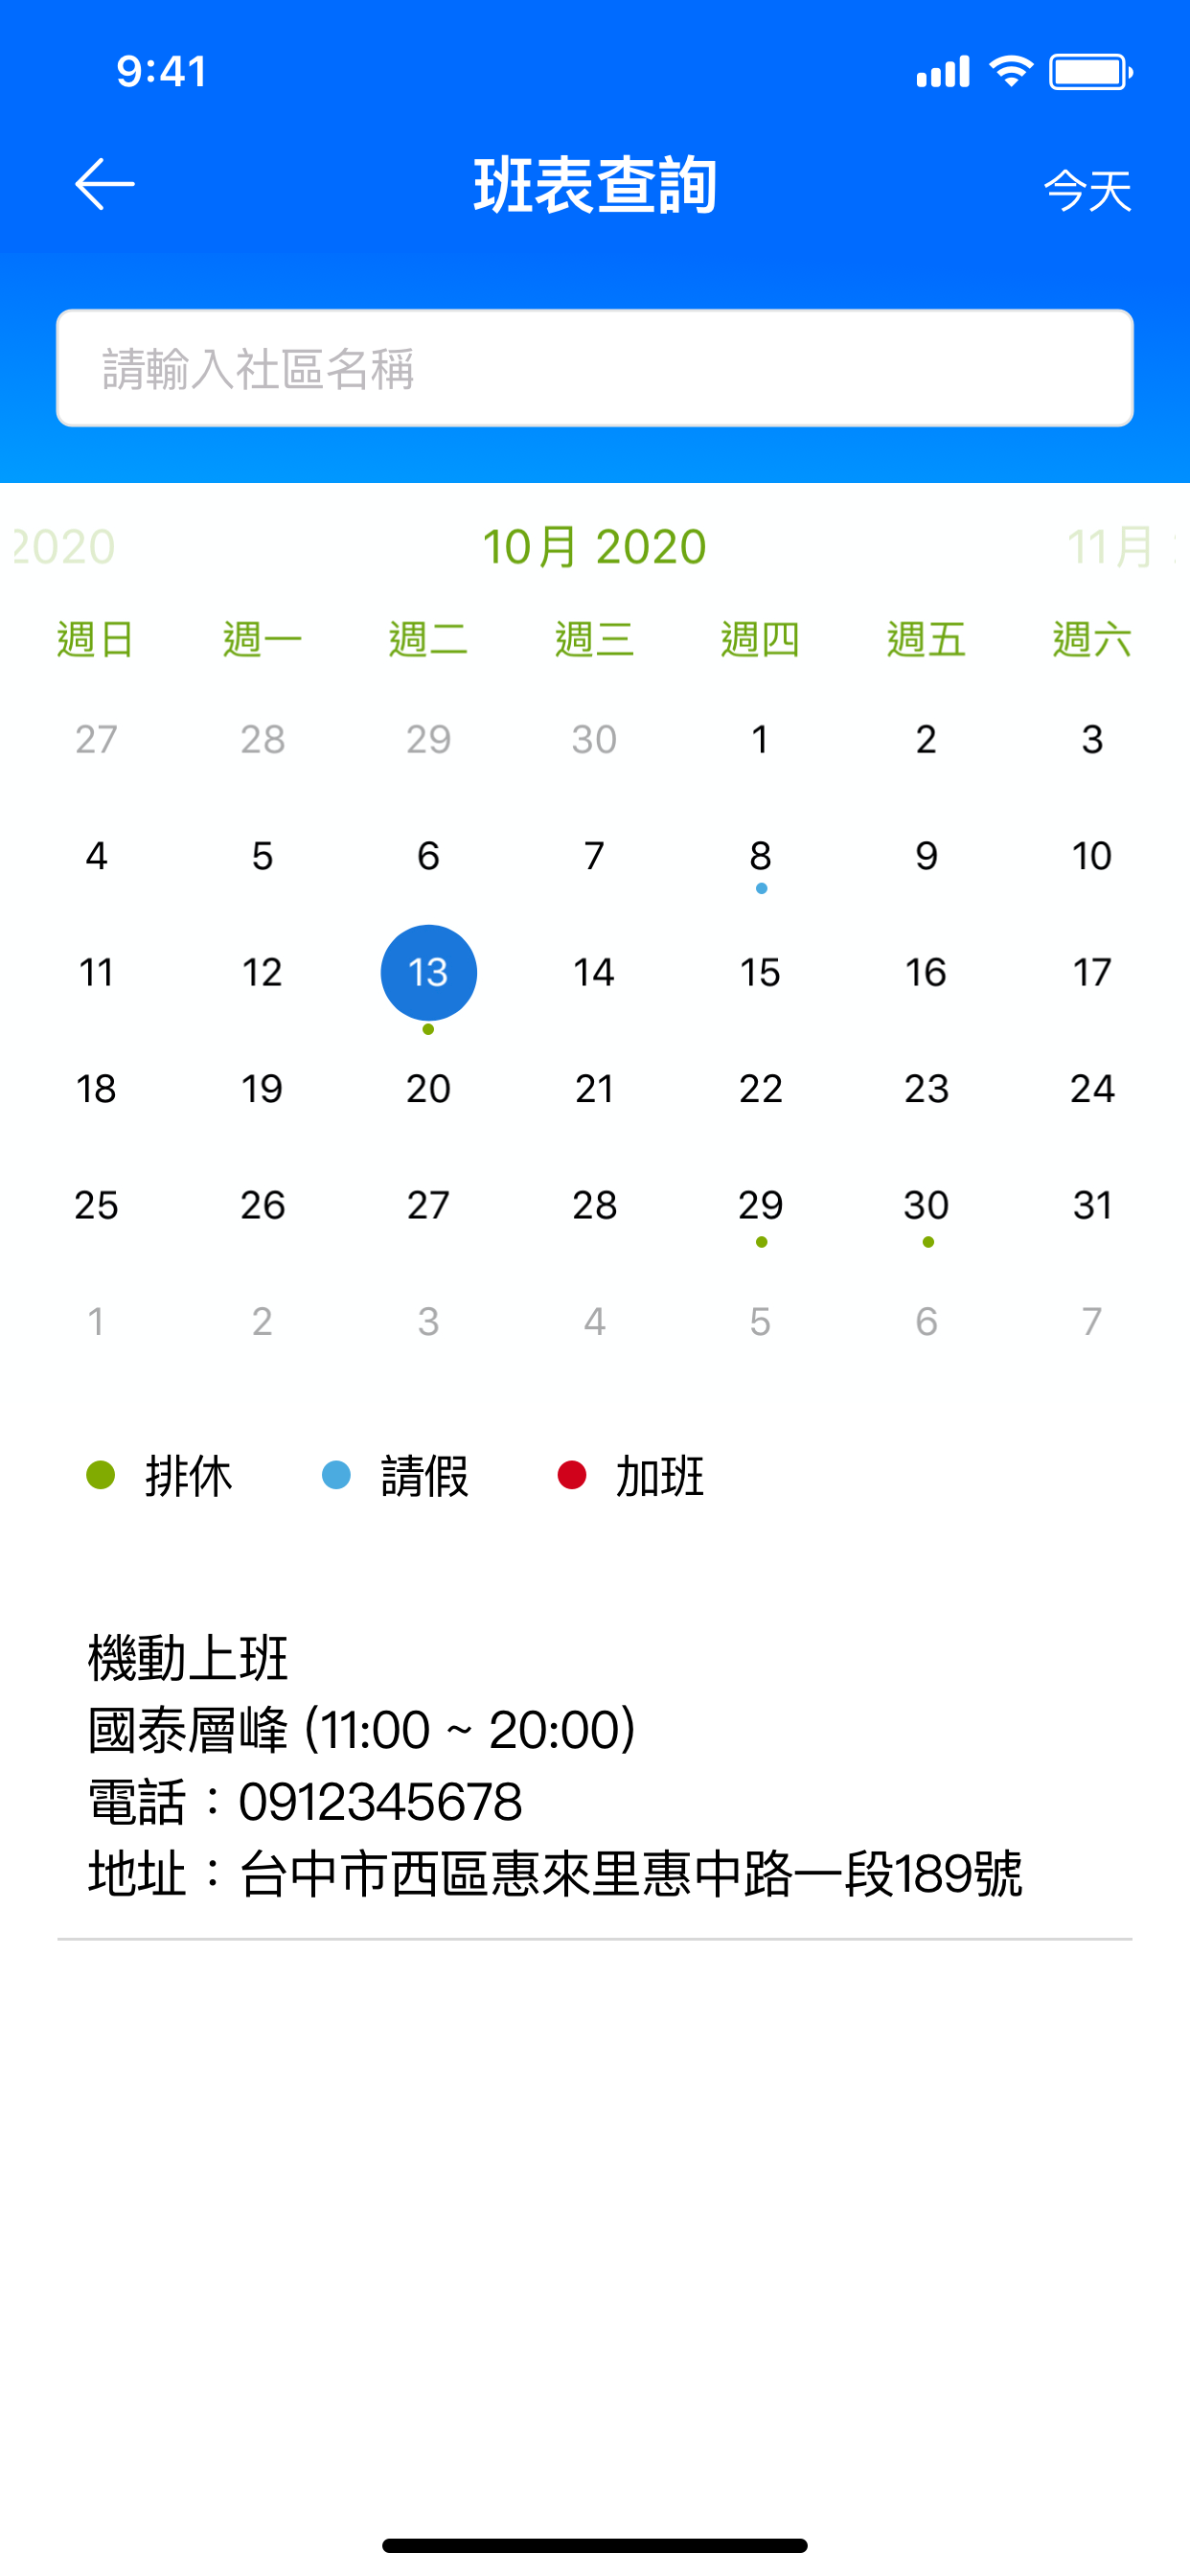 9:41
班表查詢
今天
請輸入社區名稱
2020 10月 2020 11月
週日 週一 週二 週三 週四 週五 週六
27 28 29 30 1 2 3
4 5 6 7 8 9 10
11 12 13 14 15 16 17
18 19 20 21 22 23 24
25 26 27 28 29 30 31
1 2 3 4 5 6 7
排休 請假 加班
機動上班
國泰層峰 (11:00 ~ 20:00)
電話：0912345678
地址：台中市西區惠來里惠中路一段189號